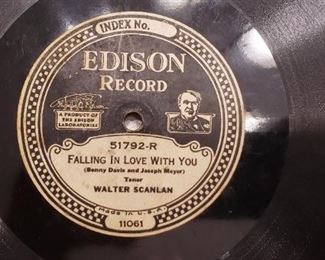 INDEX No.
EDISON
RECORD
A PRODUCT OF
THE EDISON
LABORATORIES
51792-R
FALLING IN LOVE WITH YOU
(Benny Davis and Joseph Meyer)
Tenor
WALTER SCANLAN
Made in U.S.A.
11061